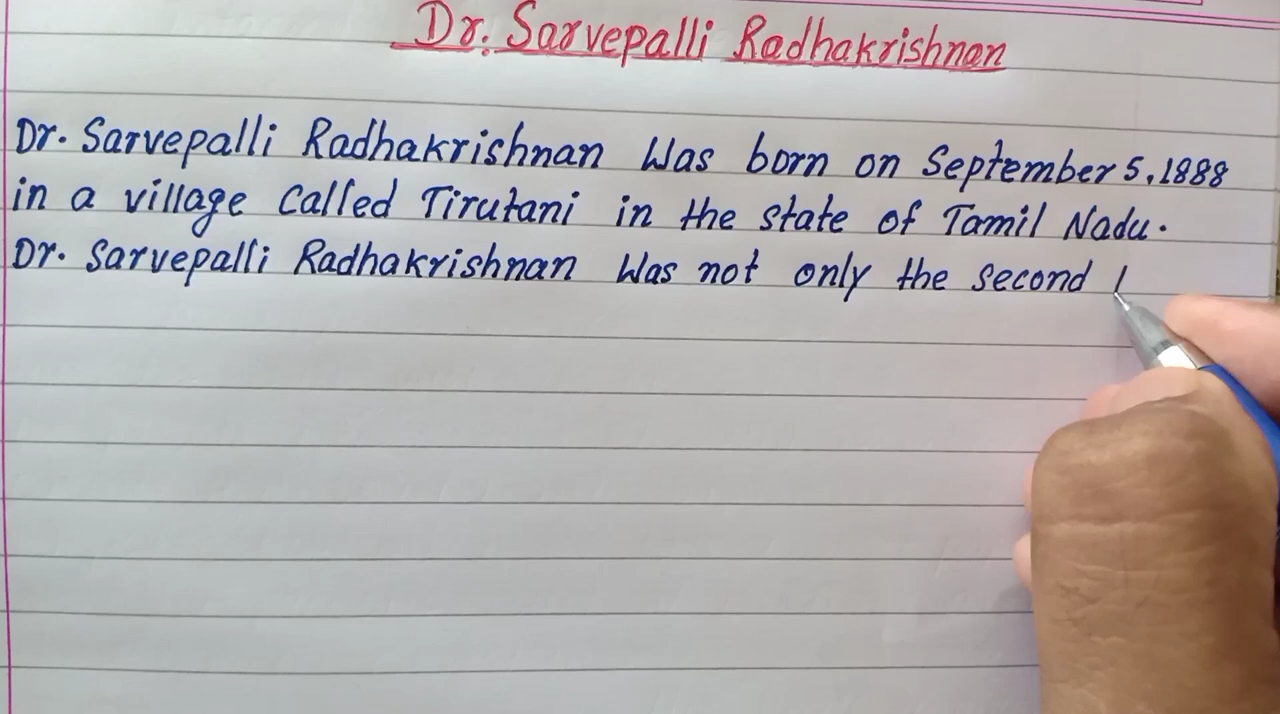 Dr. Sarvepalli Radhakrishnan
Dr. Sarvepalli Radhakrishnan was born on September 5, 1888
in a village called Tirutani in the state of Tamil Nadu.
Dr. Sarvepalli Radhakrishnan was not only the second